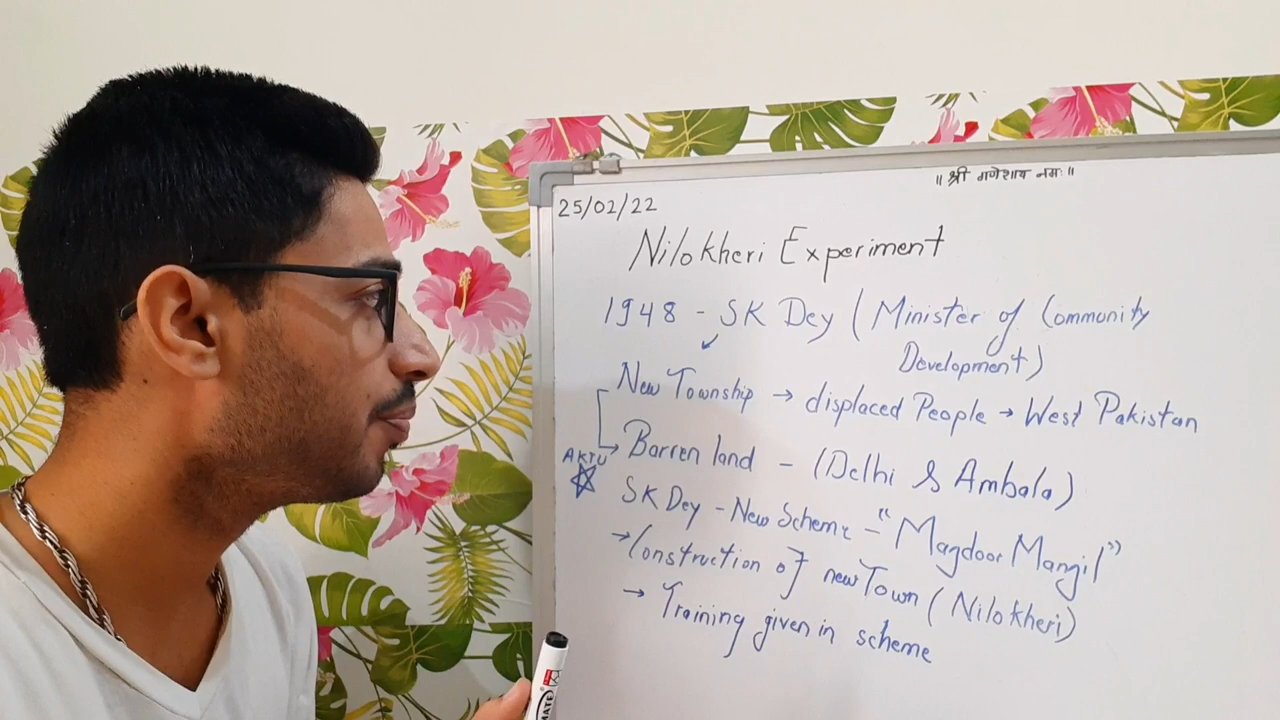 ॥ श्री गणेशाय नमः ॥
25/02/22
Nilokheri Experiment
1948 - SK Dey (Minister of Community
Development)
New Township → displaced People → West Pakistan
Barren land - (Delhi & Ambala)
AKTU
SK Dey - New Scheme - "Mazdoor Manzil"
→ Construction of new Town (Nilokheri)
→ Training given in scheme